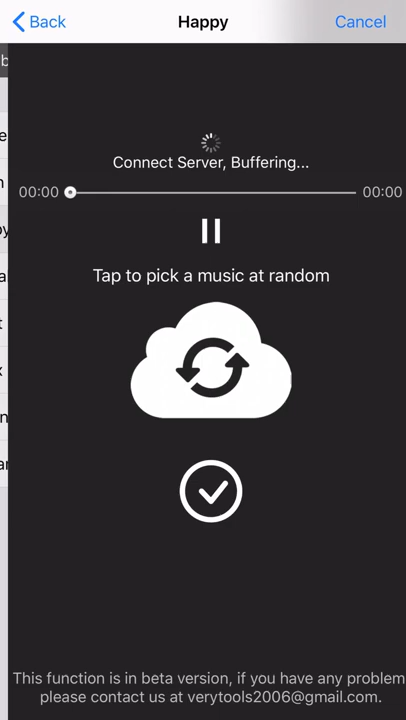 Back
Happy
Cancel
Connect Server, Buffering...
00:00
00:00
Tap to pick a music at random
This function is in beta version, if you have any problem
please contact us at verytools2006@gmail.com.